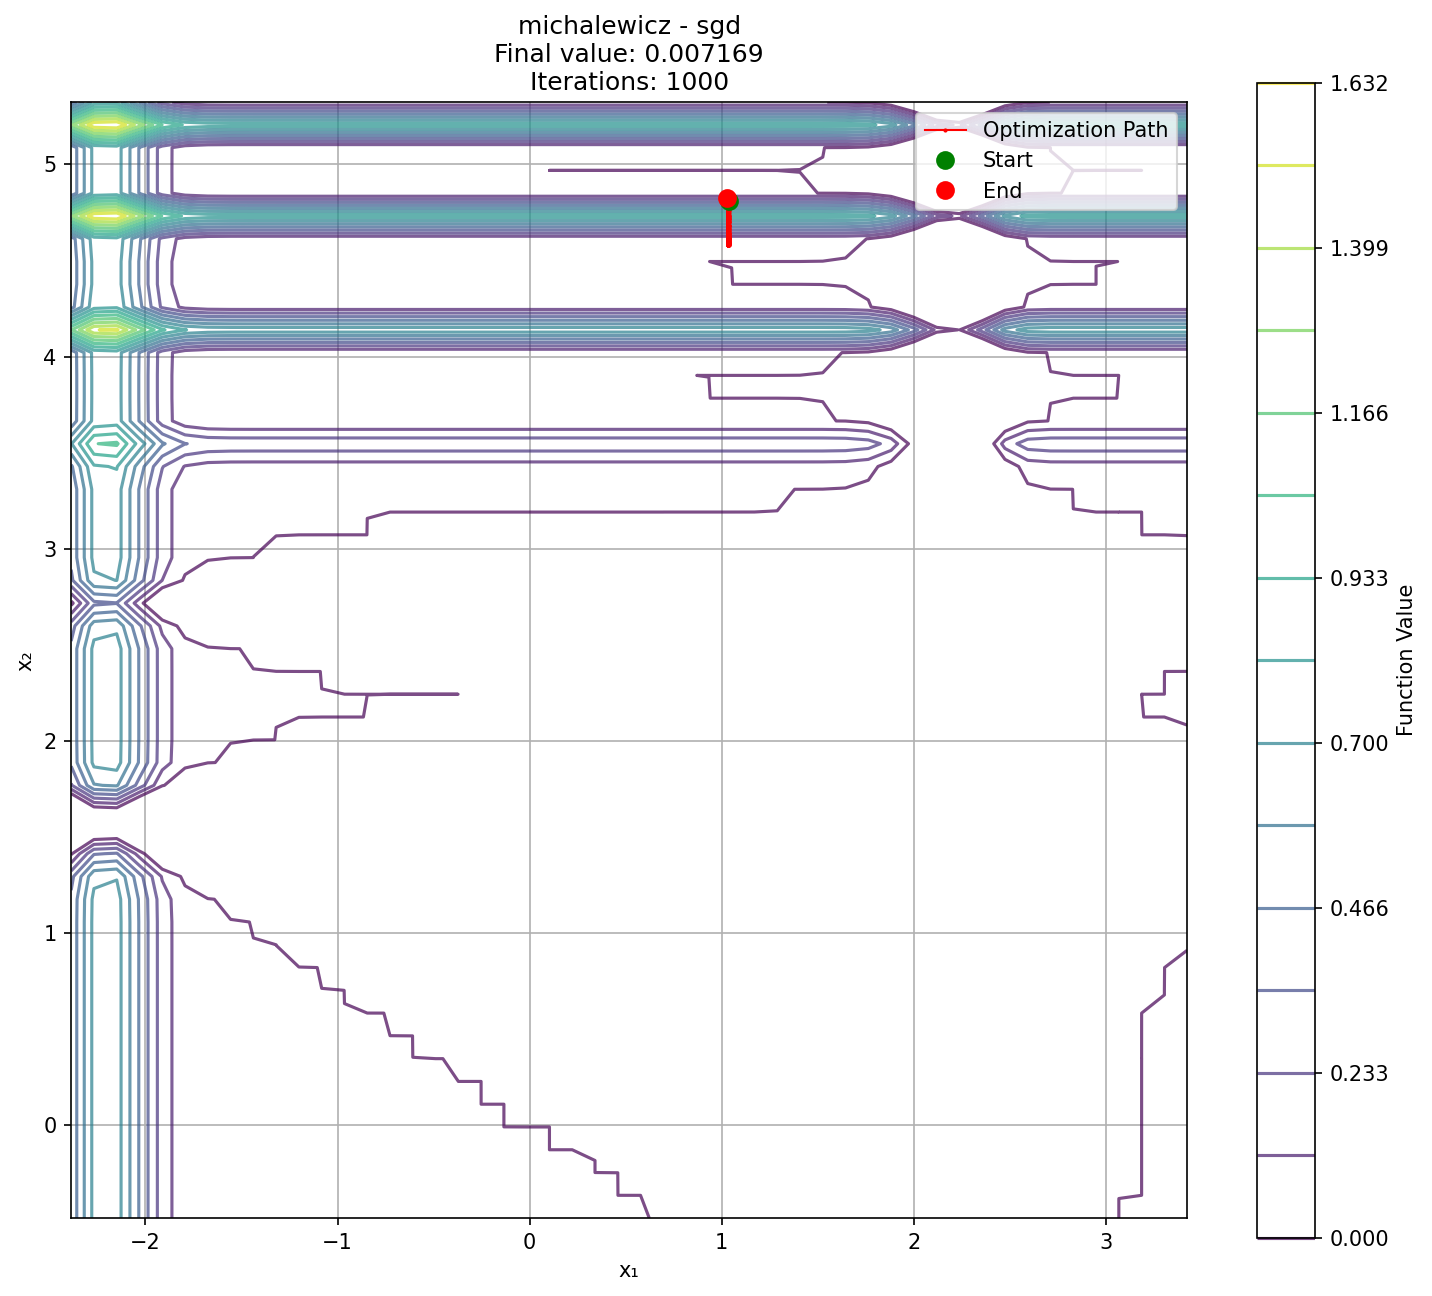 michalewicz - sgd
Final value: 0.007169
Iterations: 1000
Optimization Path
Start
End
5
4
3
2
1
0
−2
−1
0
1
2
3
x₁
x₂
1.632
1.399
1.166
0.933
0.700
0.466
0.233
0.000
Function Value